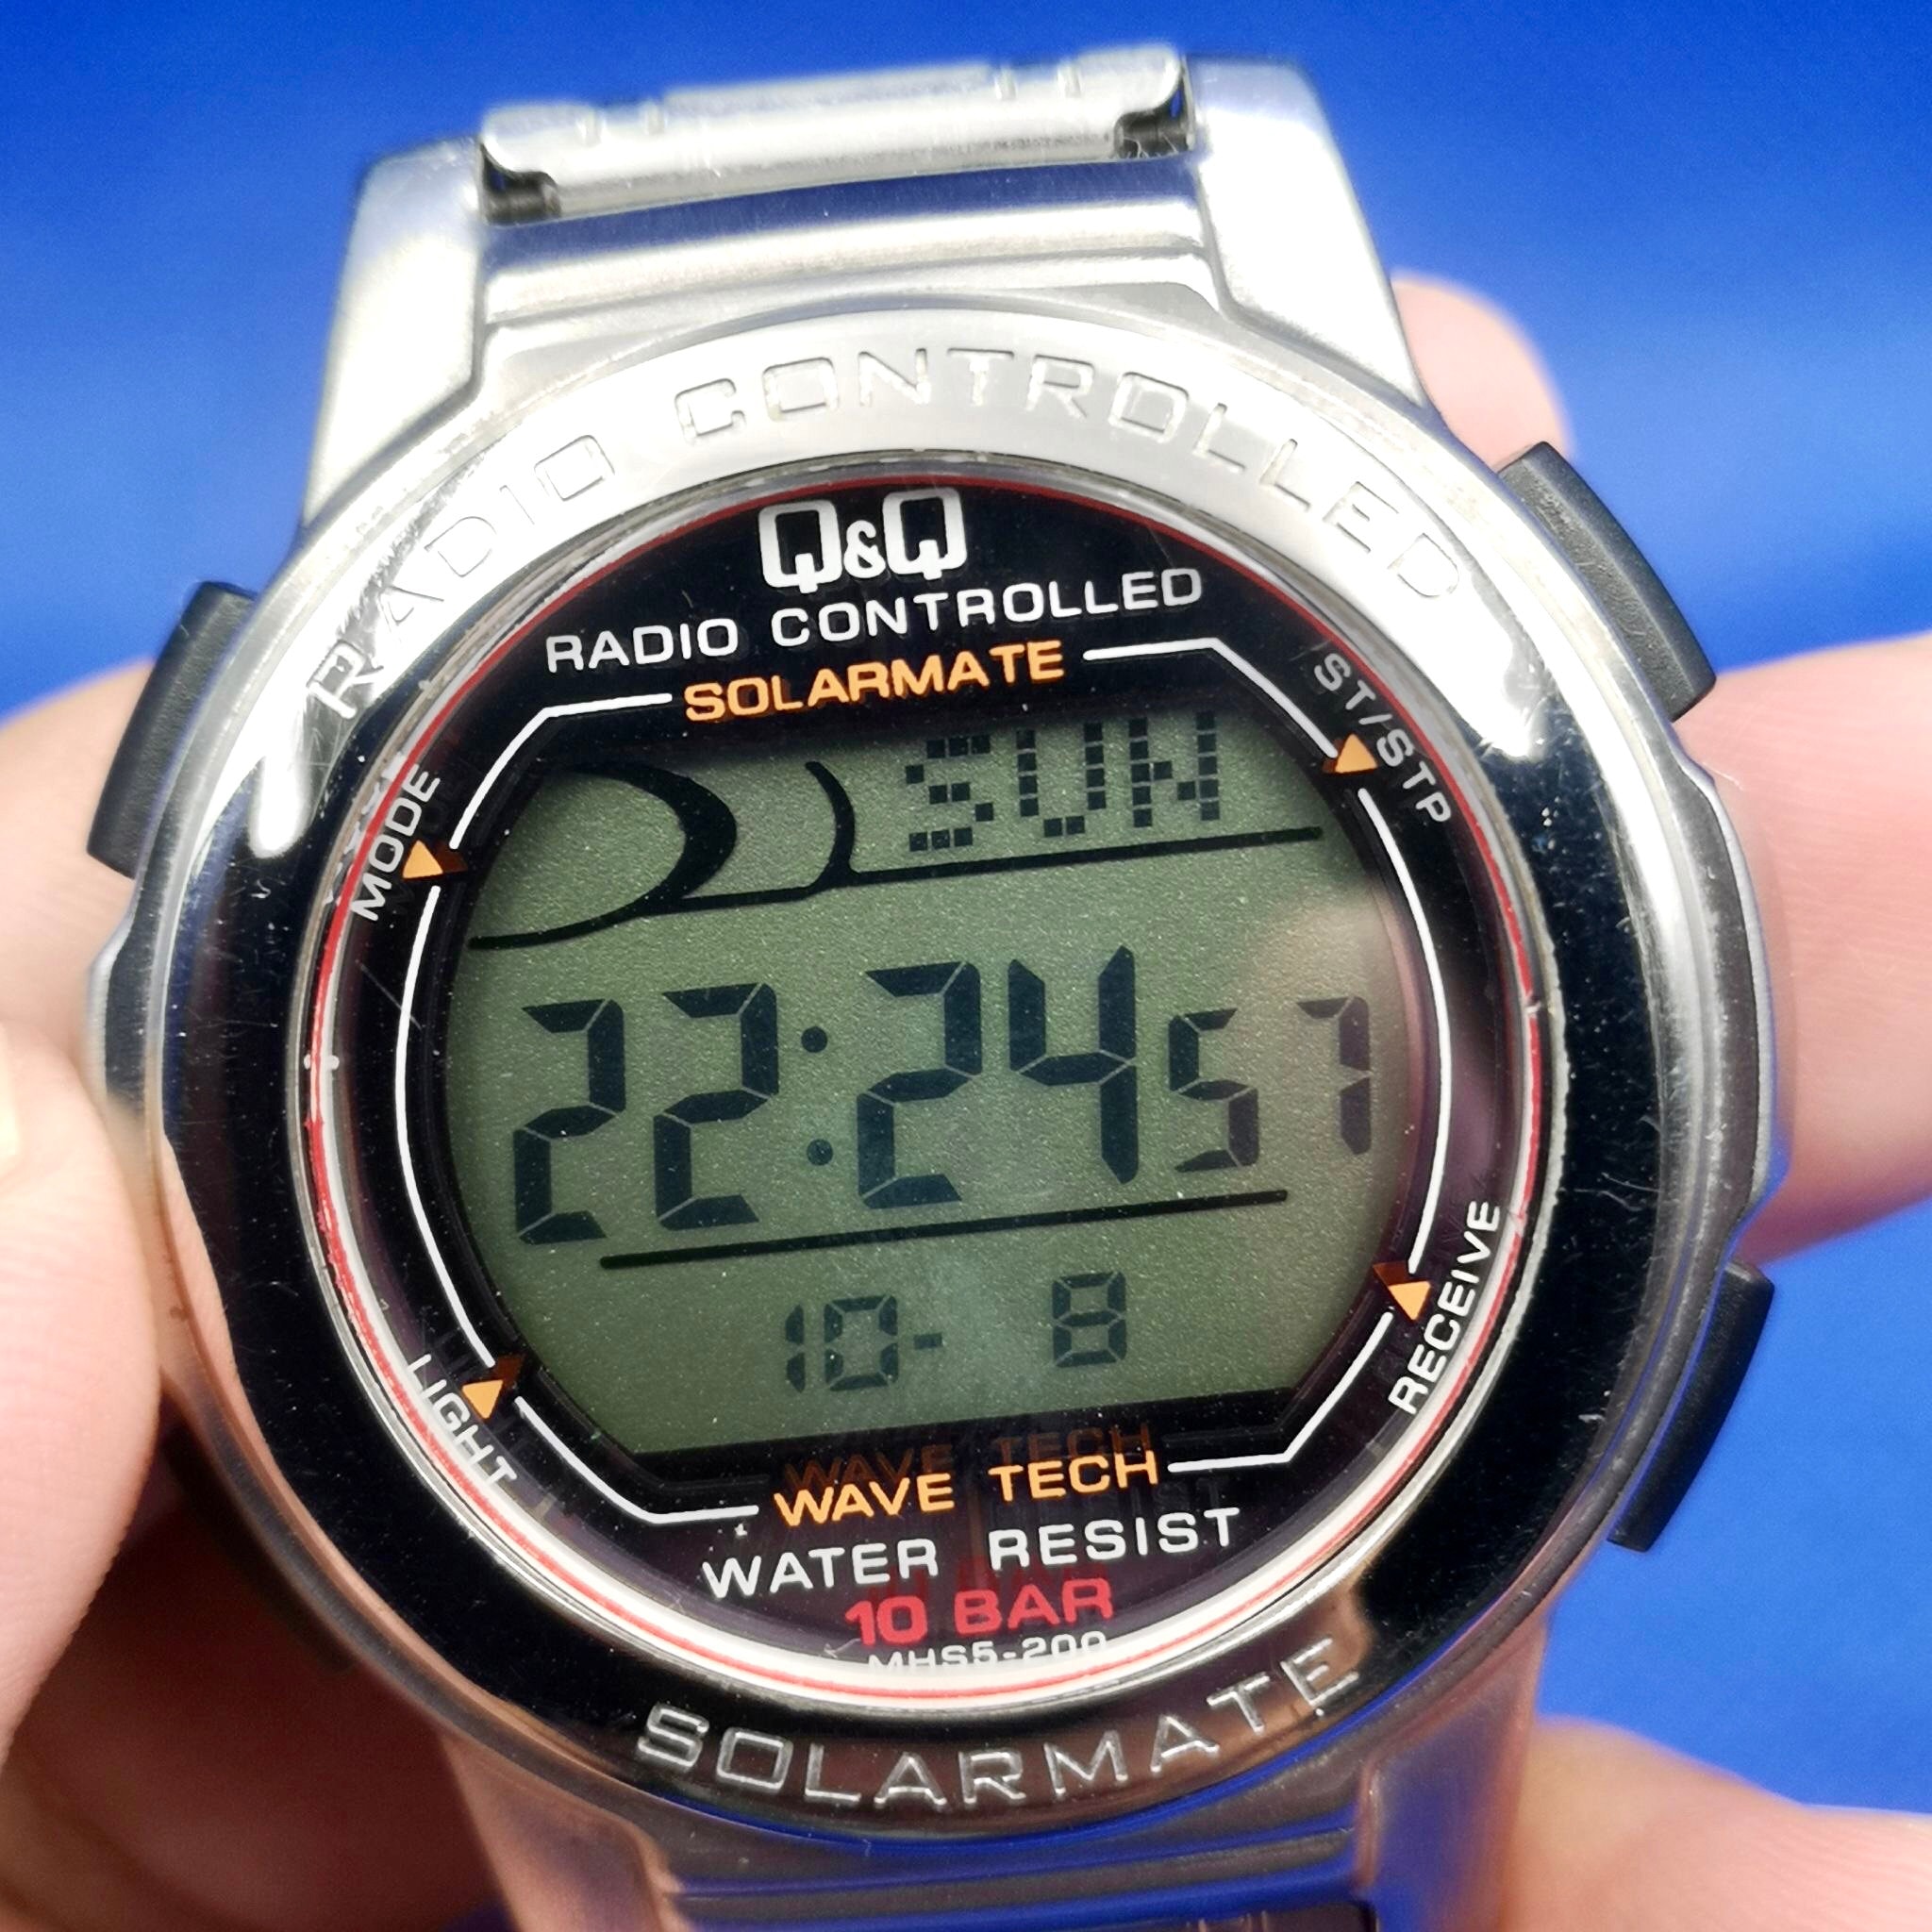 RADIO CONTROLLED
Q&Q
RADIO CONTROLLED
SOLARMATE
MODE
ST/STP
SUN
22:24 57
10- 8
LIGHT
RECEIVE
WAVE TECH
WATER RESIST
10 BAR
MHS5-200
SOLARMATE